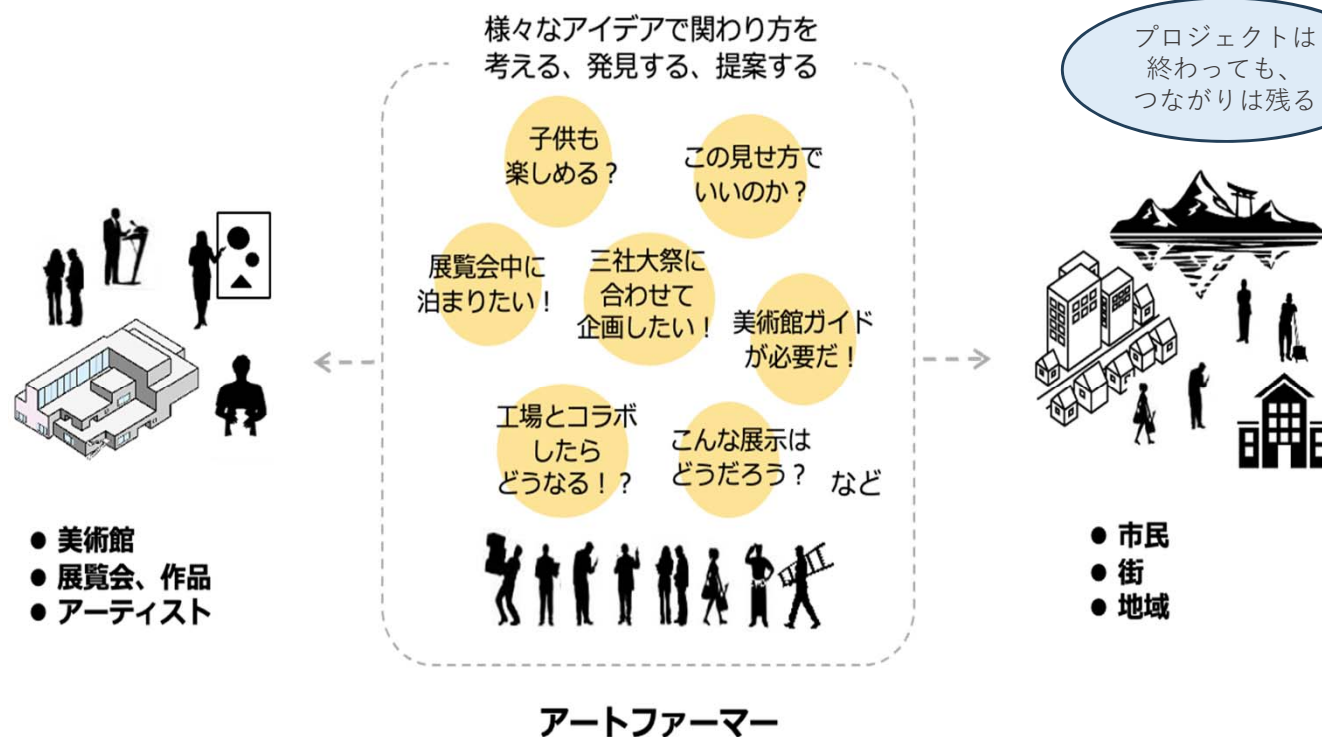 様々なアイデアで関わり方を
考える、発見する、提案する
プロジェクトは
終わっても、
つながりは残る
子供も
楽しめる？
この見せ方で
いいのか？
展覧会中に
泊まりたい！
三社大祭に
合わせて
企画したい！
美術館ガイド
が必要だ！
工場とコラボ
したら
どうなる！？
こんな展示は
どうだろう？
など
● 美術館
● 展覧会、作品
● アーティスト
● 市民
● 街
● 地域
アートファーマー